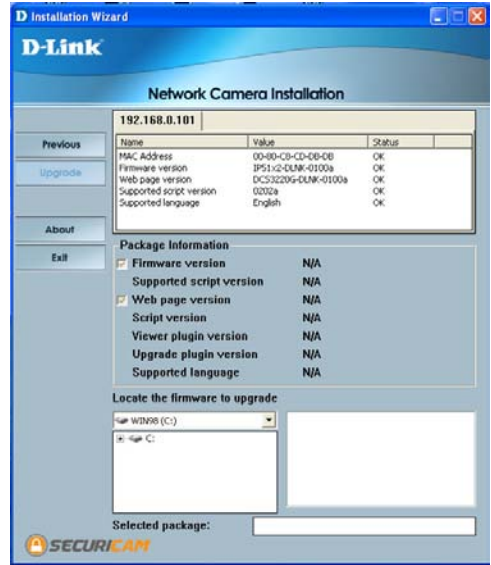 D Installation Wizard
D-Link
Network Camera Installation
192.168.0.101
Previous
Upgrade
About
Exit
Name Value Status
MAC Address 00-80-C8-CD-DB-DB OK
Firmware version IP51x2-DLNK-0100a OK
Web page version DCS3220G-DLNK-0100a OK
Supported script version 0202a OK
Supported language English OK
Package Information
Firmware version N/A
Supported script version N/A
Web page version N/A
Script version N/A
Viewer plugin version N/A
Upgrade plugin version N/A
Supported language N/A
Locate the firmware to upgrade
WIN98 (C:)
C:
Selected package:
SECURICAM